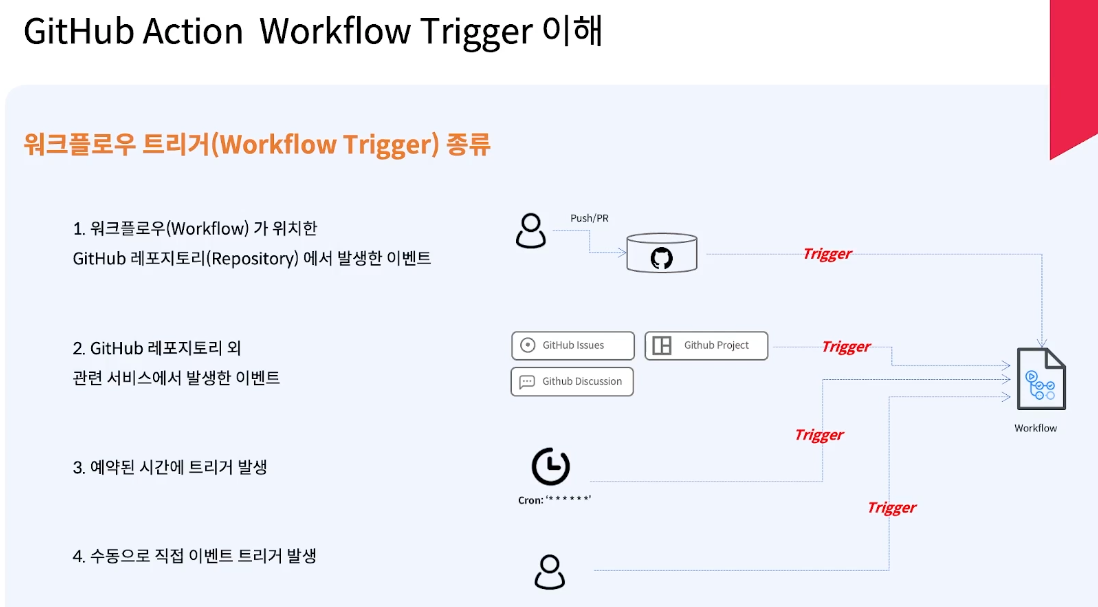 GitHub Action Workflow Trigger 이해
워크플로우 트리거(Workflow Trigger) 종류
1. 워크플로우(Workflow) 가 위치한
GitHub 레포지토리(Repository) 에서 발생한 이벤트
Push/PR
Trigger
2. GitHub 레포지토리 외
관련 서비스에서 발생한 이벤트
GitHub Issues
Github Project
Github Discussion
Trigger
Workflow
3. 예약된 시간에 트리거 발생
Cron: '* * * * * *'
Trigger
4. 수동으로 직접 이벤트 트리거 발생
Trigger